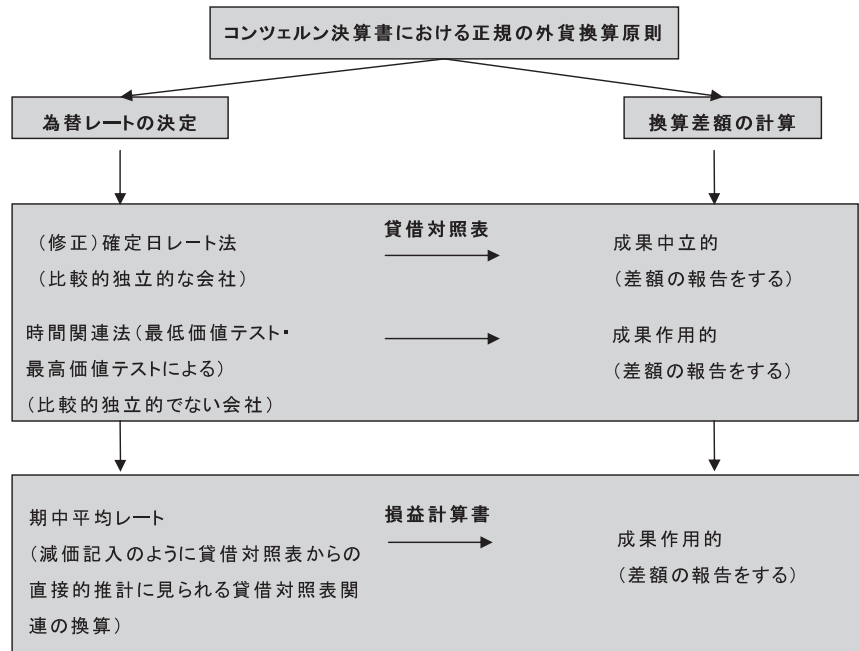 コンツェルン決算書における正規の外貨換算原則
為替レートの決定
換算差額の計算
(修正)確定日レート法
(比較的独立的な会社)
貸借対照表
成果中立的
(差額の報告をする)
時間関連法(最低価値テスト・
最高価値テストによる)
(比較的独立的でない会社)
成果作用的
(差額の報告をする)
期中平均レート
(減価記入のように貸借対照表からの
直接的推計に見られる貸借対照表関
連の換算)
損益計算書
成果作用的
(差額の報告をする)